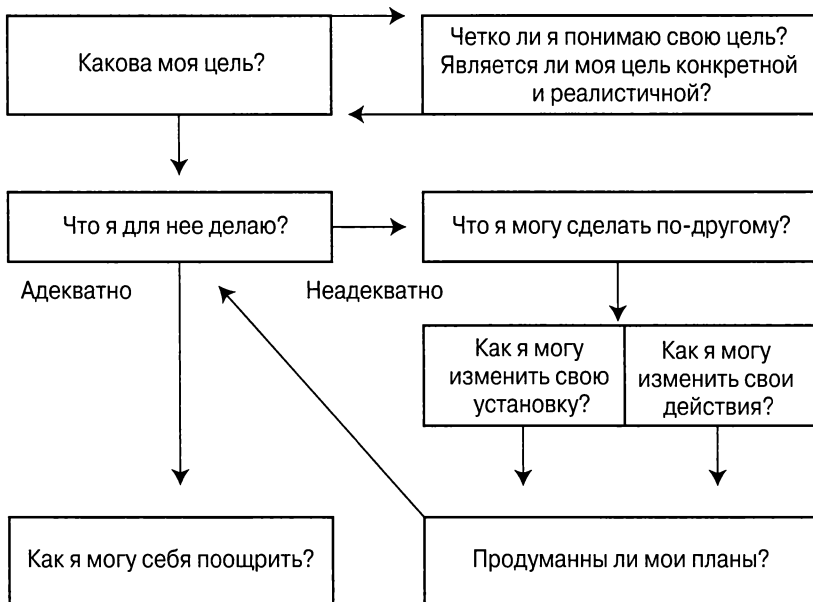 Какова моя цель?
Четко ли я понимаю свою цель?
Является ли моя цель конкретной
и реалистичной?
Что я для нее делаю?
Что я могу сделать по-другому?
Адекватно
Неадекватно
Как я могу
изменить свою
установку?
Как я могу
изменить свои
действия?
Как я могу себя поощрить?
Продуманны ли мои планы?